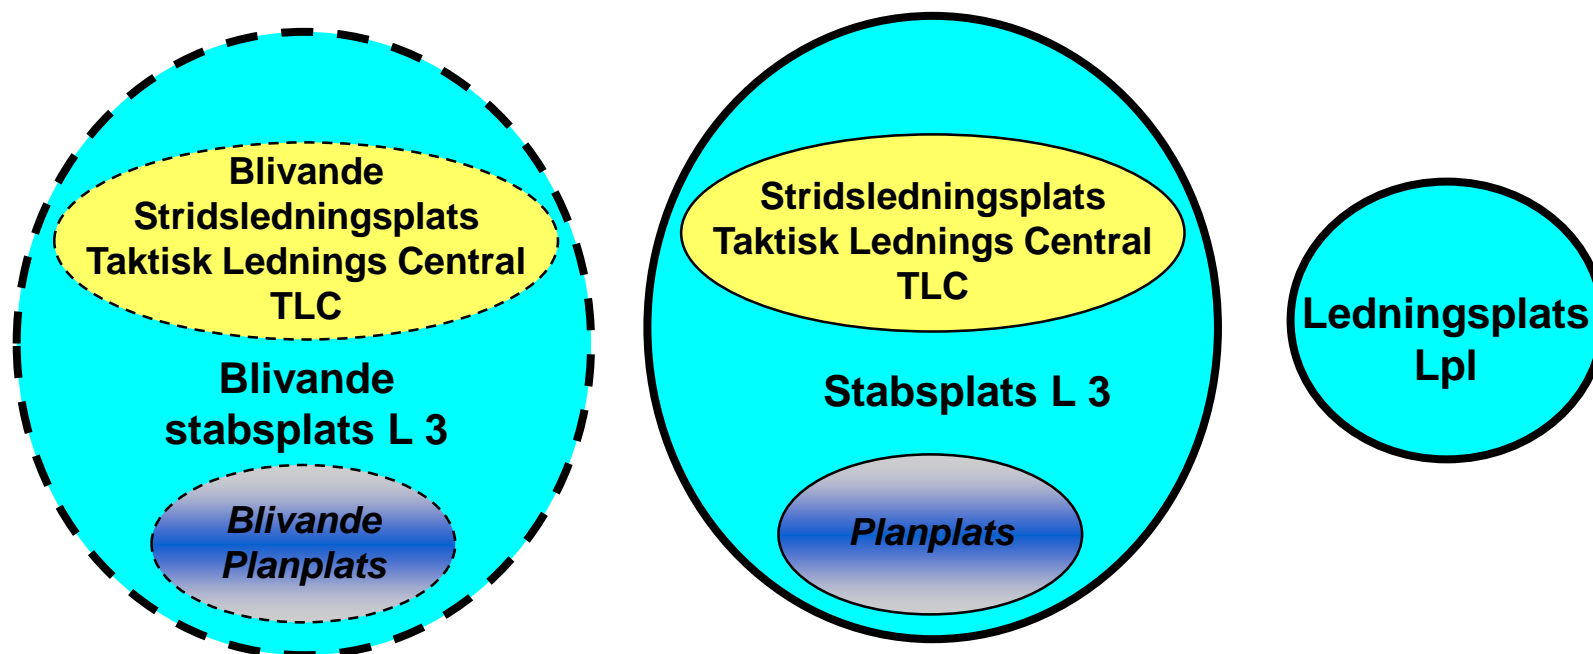 Blivande
Stridsledningsplats
Taktisk Lednings Central
TLC
Blivande
stabsplats L 3
Blivande
Planplats
Stridsledningsplats
Taktisk Lednings Central
TLC
Stabsplats L 3
Planplats
Ledningsplats
Lpl